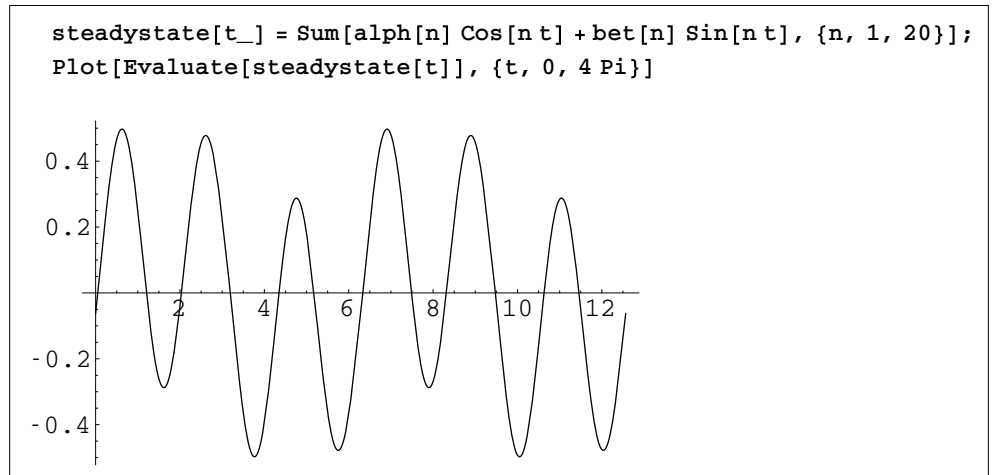 steadystate[t_] = Sum[alph[n] Cos[n t] + bet[n] Sin[n t], {n, 1, 20}];
Plot[Evaluate[steadystate[t]], {t, 0, 4 Pi}]
0.4
0.2
2 4 6 8 10 12
-0.2
-0.4